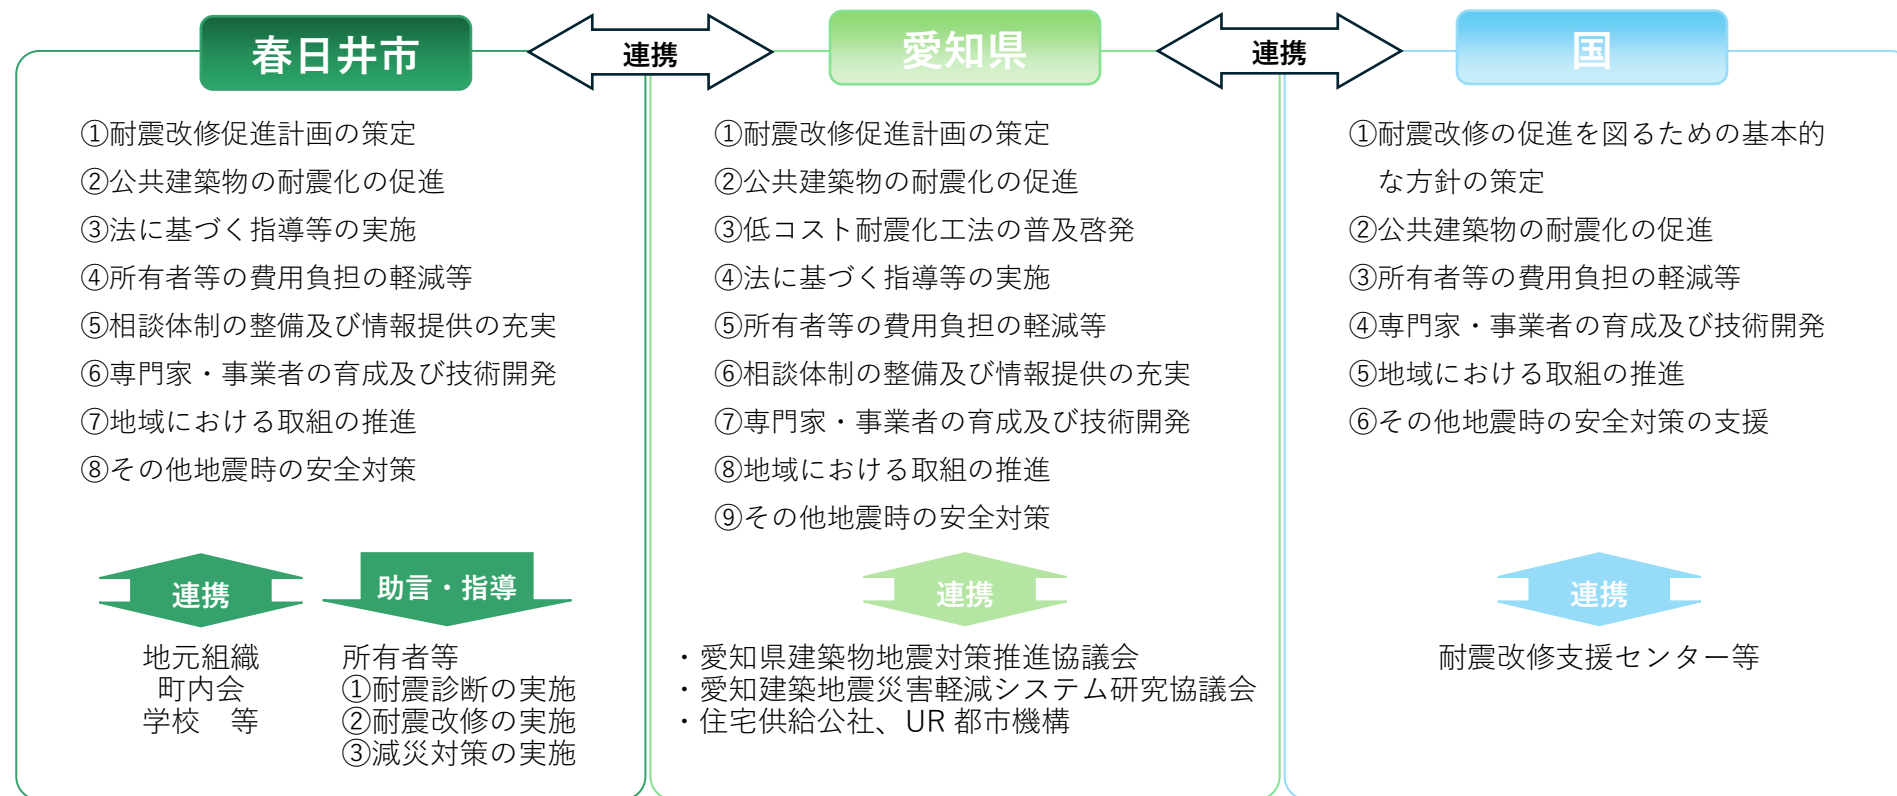 春日井市
連携
愛知県
連携
国
①耐震改修促進計画の策定
②公共建築物の耐震化の促進
③法に基づく指導等の実施
④所有者等の費用負担の軽減等
⑤相談体制の整備及び情報提供の充実
⑥専門家・事業者の育成及び技術開発
⑦地域における取組の推進
⑧その他地震時の安全対策
連携
地元組織
町内会
学校　等
助言・指導
所有者等
①耐震診断の実施
②耐震改修の実施
③減災対策の実施
①耐震改修促進計画の策定
②公共建築物の耐震化の促進
③低コスト耐震化工法の普及啓発
④法に基づく指導等の実施
⑤所有者等の費用負担の軽減等
⑥相談体制の整備及び情報提供の充実
⑦専門家・事業者の育成及び技術開発
⑧地域における取組の推進
⑨その他地震時の安全対策
連携
・愛知県建築物地震対策推進協議会
・愛知建築地震災害軽減システム研究協議会
・住宅供給公社、UR 都市機構
①耐震改修の促進を図るための基本的
な方針の策定
②公共建築物の耐震化の促進
③所有者等の費用負担の軽減等
④専門家・事業者の育成及び技術開発
⑤地域における取組の推進
⑥その他地震時の安全対策の支援
連携
耐震改修支援センター等